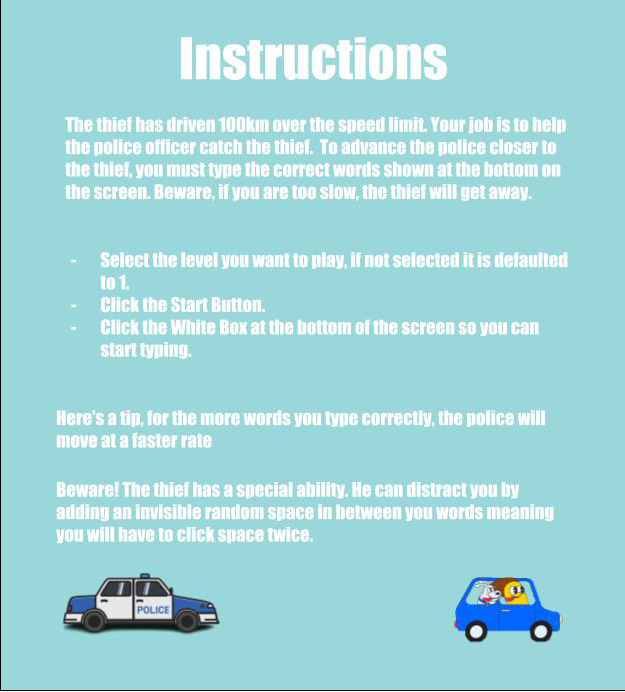 Instructions
The thief has driven 100km over the speed limit. Your job is to help
the police officer catch the thief.  To advance the police closer to
the thief, you must type the correct words shown at the bottom on
the screen. Beware, if you are too slow, the thief will get away.
- Select the level you want to play, if not selected it is defaulted
to 1.
- Click the Start Button.
- Click the White Box at the bottom of the screen so you can
start typing.
Here's a tip, for the more words you type correctly, the police will
move at a faster rate
Beware! The thief has a special ability. He can distract you by
adding an invisible random space in between you words meaning
you will have to click space twice.
POLICE